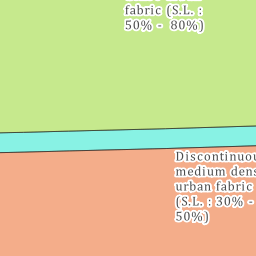 fabric (S.L. :
50% - 80%)
Discontinuou
medium dens
urban fabric
(S.L. : 30% -
50%)